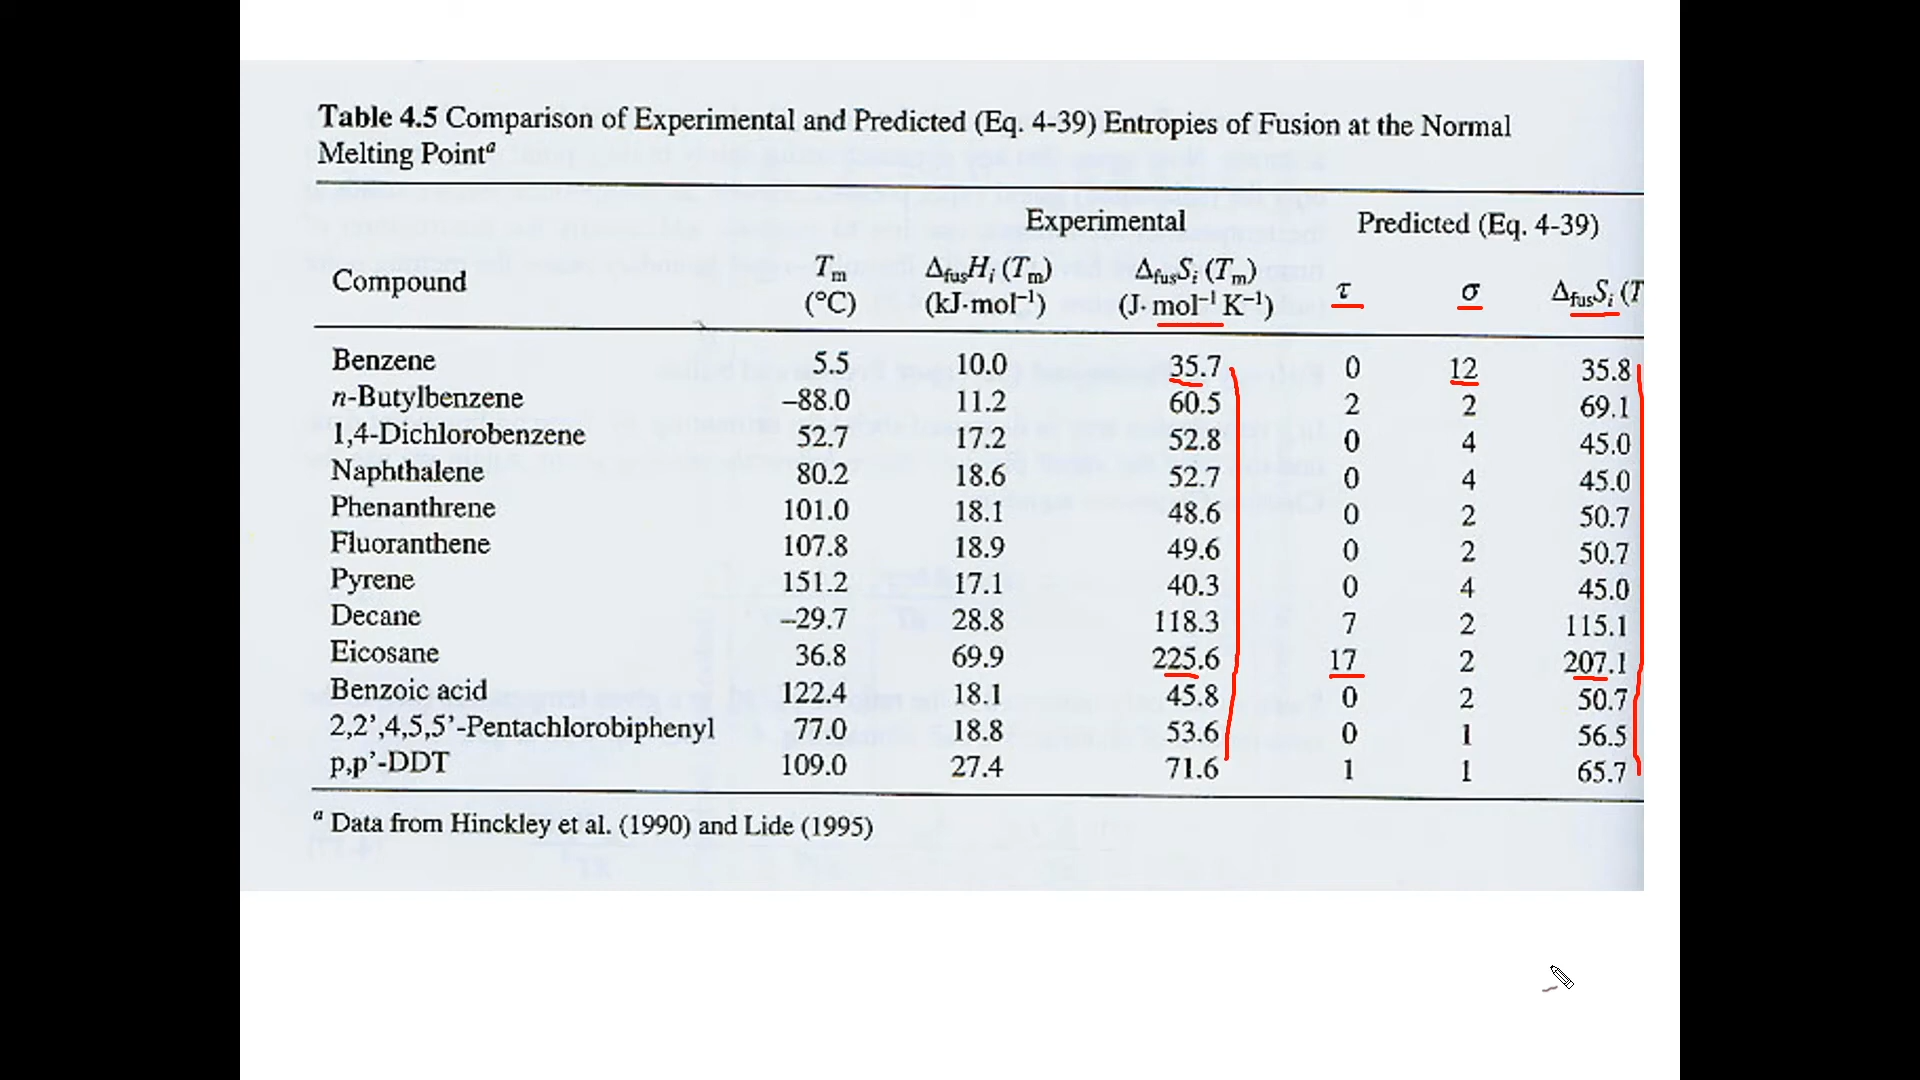 Table 4.5 Comparison of Experimental and Predicted (Eq. 4-39) Entropies of Fusion at the Normal
Melting Pointᵃ
Experimental Predicted (Eq. 4-39)
Compound Tₘ (°C) Δ_fusHᵢ (Tₘ) (kJ·mol⁻¹) Δ_fusSᵢ (Tₘ) (J·mol⁻¹ K⁻¹) τ σ Δ_fusSᵢ (T
Benzene 5.5 10.0 35.7 0 12 35.8
n-Butylbenzene –88.0 11.2 60.5 2 2 69.1
1,4-Dichlorobenzene 52.7 17.2 52.8 0 4 45.0
Naphthalene 80.2 18.6 52.7 0 4 45.0
Phenanthrene 101.0 18.1 48.6 0 2 50.7
Fluoranthene 107.8 18.9 49.6 0 2 50.7
Pyrene 151.2 17.1 40.3 0 4 45.0
Decane –29.7 28.8 118.3 7 2 115.1
Eicosane 36.8 69.9 225.6 17 2 207.1
Benzoic acid 122.4 18.1 45.8 0 2 50.7
2,2’,4,5,5’-Pentachlorobiphenyl 77.0 18.8 53.6 0 1 56.5
p,p’-DDT 109.0 27.4 71.6 1 1 65.7
ᵃ Data from Hinckley et al. (1990) and Lide (1995)